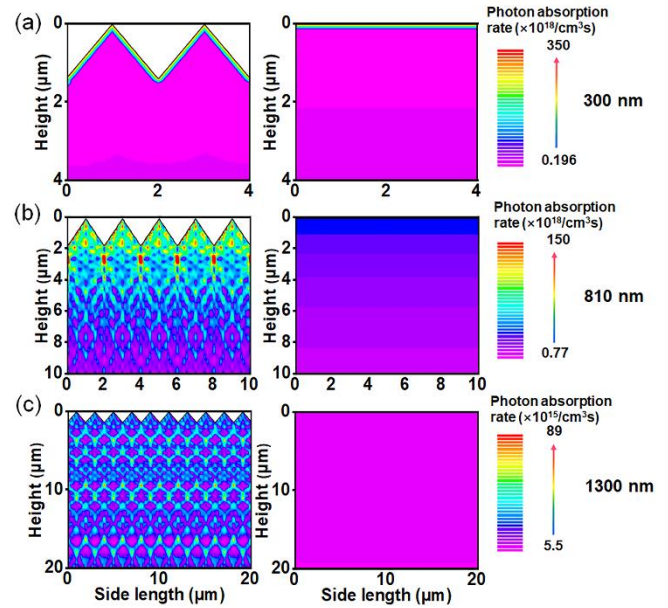 (a)
Height (μm)
0
2
4
0
2
4
Height (μm)
0
2
4
0
1
2
3
4
Photon absorption
rate (×10¹⁸/cm³s)
350
0.196
300 nm
(b)
Height (μm)
0
2
4
6
8
10
0
2
4
6
8
10
Height (μm)
0
2
4
6
8
10
0
2
4
6
8
10
Photon absorption
rate (×10¹⁸/cm³s)
150
0.77
810 nm
(c)
Height (μm)
0
10
20
0
10
20
Side length (μm)
Height (μm)
0
10
20
0
10
20
Side length (μm)
Photon absorption
rate (×10¹⁵/cm³s)
89
5.5
1300 nm